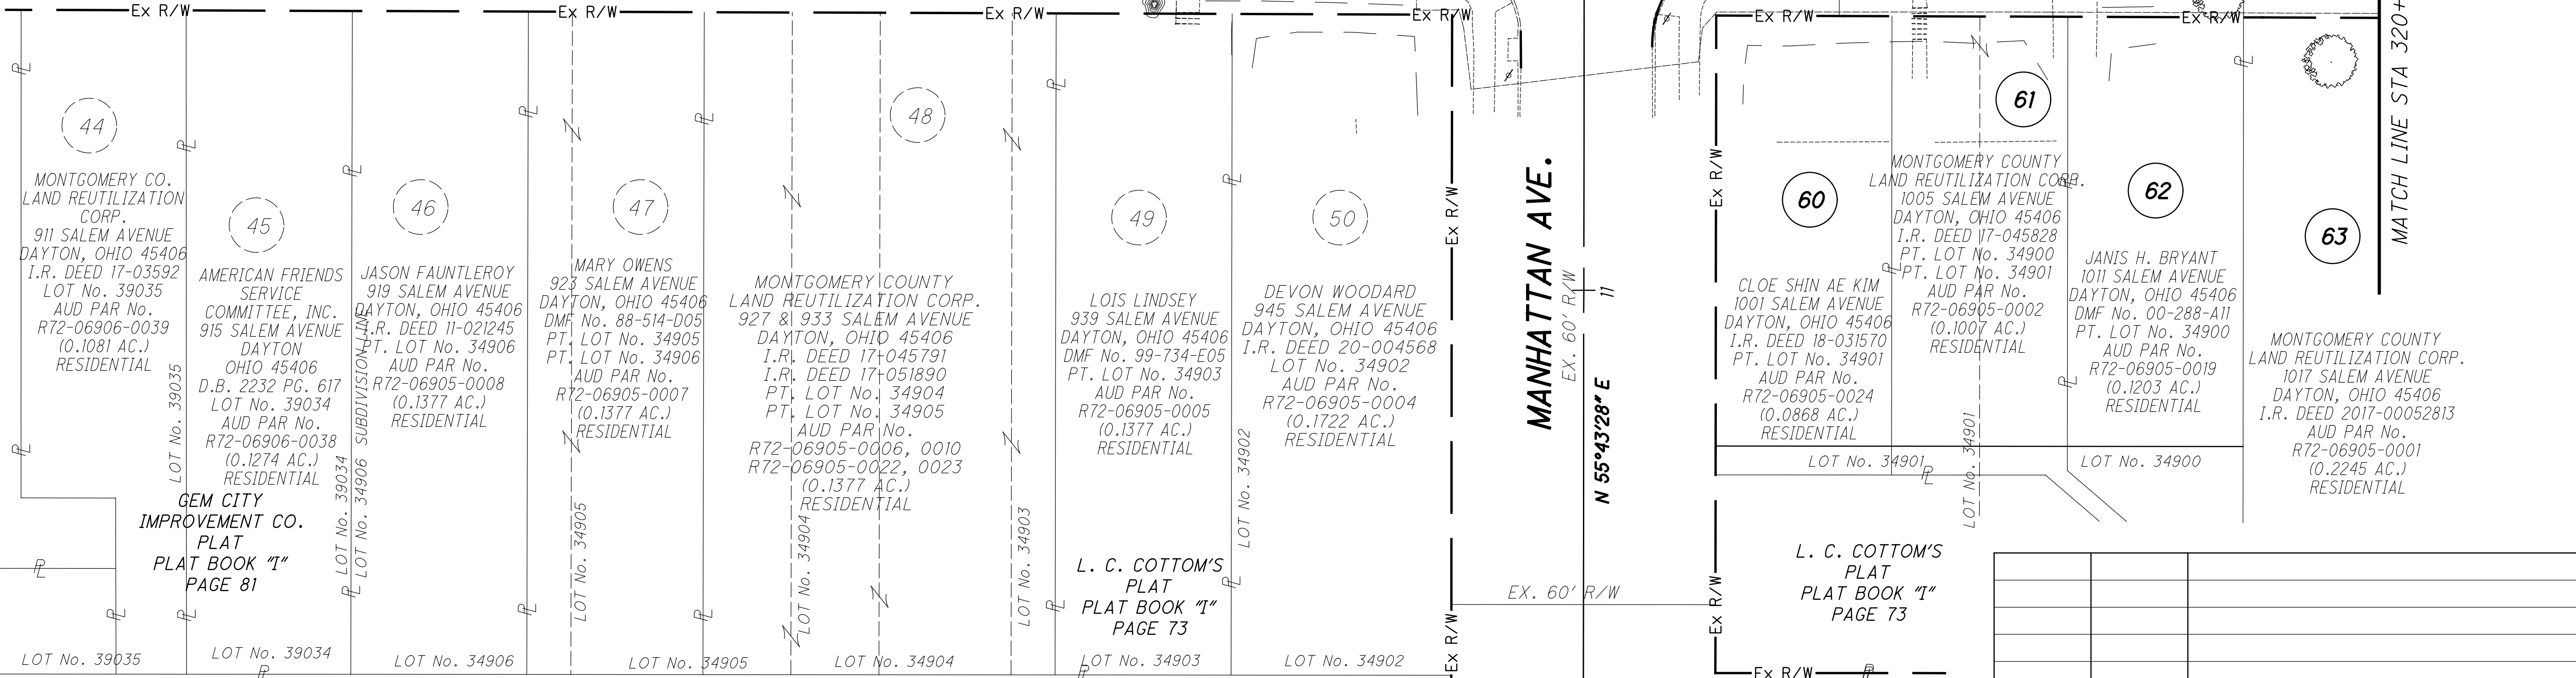 Ex R/W
Ex R/W
Ex R/W
Ex R/W
Ex R/W
Ex R/W
44
MONTGOMERY CO.
LAND REUTILIZATION
CORP.
911 SALEM AVENUE
DAYTON, OHIO 45406
I.R. DEED 17-03592
LOT No. 39035
AUD PAR No.
R72-06906-0039
(0.1081 AC.)
RESIDENTIAL
LOT No. 39035
45
AMERICAN FRIENDS
SERVICE
COMMITTEE, INC.
915 SALEM AVENUE
DAYTON
OHIO 45406
D.B. 2232 PG. 617
LOT No. 39034
AUD PAR No.
R72-06906-0038
(0.1274 AC.)
RESIDENTIAL
GEM CITY
IMPROVEMENT CO.
PLAT
PLAT BOOK "I"
PAGE 81
LOT No. 39034
LOT No. 34906 SUBDIVISION LINE
46
JASON FAUNTLEROY
919 SALEM AVENUE
DAYTON, OHIO 45406
I.R. DEED 11-021245
PT. LOT No. 34906
AUD PAR No.
R72-06905-0008
(0.1377 AC.)
RESIDENTIAL
47
MARY OWENS
923 SALEM AVENUE
DAYTON, OHIO 45406
DMF No. 88-514-D05
PT. LOT No. 34905
PT. LOT No. 34906
AUD PAR No.
R72-06905-0007
(0.1377 AC.)
RESIDENTIAL
LOT No. 34905
48
MONTGOMERY COUNTY
LAND REUTILIZATION CORP.
927 & 933 SALEM AVENUE
DAYTON, OHIO 45406
I.R. DEED 17-045791
I.R. DEED 17-051890
PT. LOT No. 34904
PT. LOT No. 34905
AUD PAR No.
R72-06905-0006, 0010
R72-06905-0022, 0023
(0.1377 AC.)
RESIDENTIAL
LOT No. 34904
LOT No. 34903
49
LOIS LINDSEY
939 SALEM AVENUE
DAYTON, OHIO 45406
DMF No. 99-734-E05
PT. LOT No. 34903
AUD PAR No.
R72-06905-0005
(0.1377 AC.)
RESIDENTIAL
L. C. COTTOM'S
PLAT
PLAT BOOK "I"
PAGE 73
LOT No. 34902
50
DEVON WOODARD
945 SALEM AVENUE
DAYTON, OHIO 45406
I.R. DEED 20-004568
LOT No. 34902
AUD PAR No.
R72-06905-0004
(0.1722 AC.)
RESIDENTIAL
LOT No. 39035
LOT No. 39034
LOT No. 34906
LOT No. 34905
LOT No. 34904
LOT No. 34903
LOT No. 34902
Ex R/W
Ex R/W
MANHATTAN AVE.
EX. 60' R/W
11
N 55°43'28" E
EX. 60' R/W
Ex R/W
Ex R/W
Ex R/W
60
CLOE SHIN AE KIM
1001 SALEM AVENUE
DAYTON, OHIO 45406
I.R. DEED 18-031570
PT. LOT No. 34901
AUD PAR No.
R72-06905-0024
(0.0868 AC.)
RESIDENTIAL
61
MONTGOMERY COUNTY
LAND REUTILIZATION CORP.
1005 SALEM AVENUE
DAYTON, OHIO 45406
I.R. DEED 17-045828
PT. LOT No. 34900
PT. LOT No. 34901
AUD PAR No.
R72-06905-0002
(0.1007 AC.)
RESIDENTIAL
LOT No. 34901
62
JANIS H. BRYANT
1011 SALEM AVENUE
DAYTON, OHIO 45406
DMF No. 00-288-A11
PT. LOT No. 34900
AUD PAR No.
R72-06905-0019
(0.1203 AC.)
RESIDENTIAL
63
MONTGOMERY COUNTY
LAND REUTILIZATION CORP.
1017 SALEM AVENUE
DAYTON, OHIO 45406
I.R. DEED 2017-00052813
AUD PAR No.
R72-06905-0001
(0.2245 AC.)
RESIDENTIAL
LOT No. 34901
LOT No. 34900
L. C. COTTOM'S
PLAT
PLAT BOOK "I"
PAGE 73
MATCH LINE STA 320+